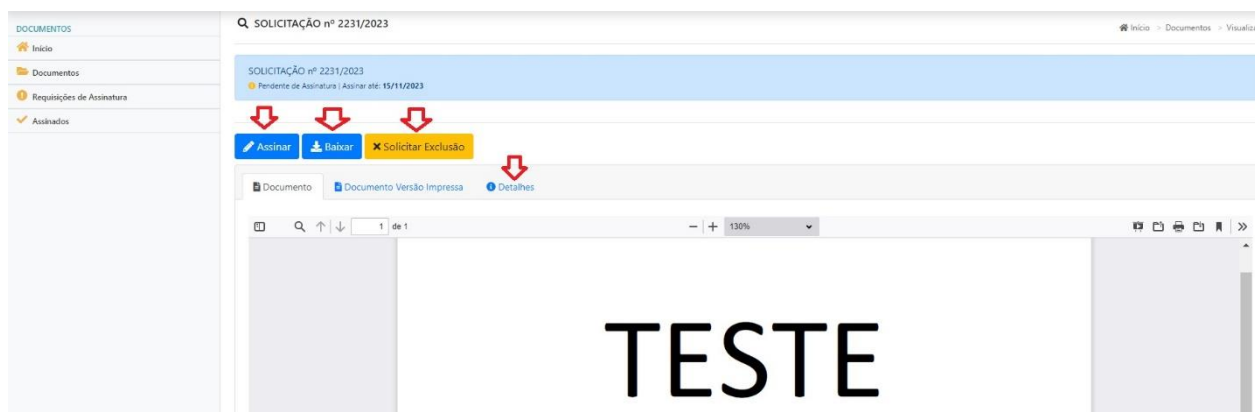 DOCUMENTOS
Início
Documentos
Requisições de Assinatura
Assinados
SOLICITAÇÃO nº 2231/2023
Início > Documentos > Visualiz
SOLICITAÇÃO nº 2231/2023
Pendente de Assinatura | Assinar até: 15/11/2023
Assinar Baixar Solicitar Exclusão
Documento Documento Versão Impressa Detalhes
1 de 1 130%
TESTE